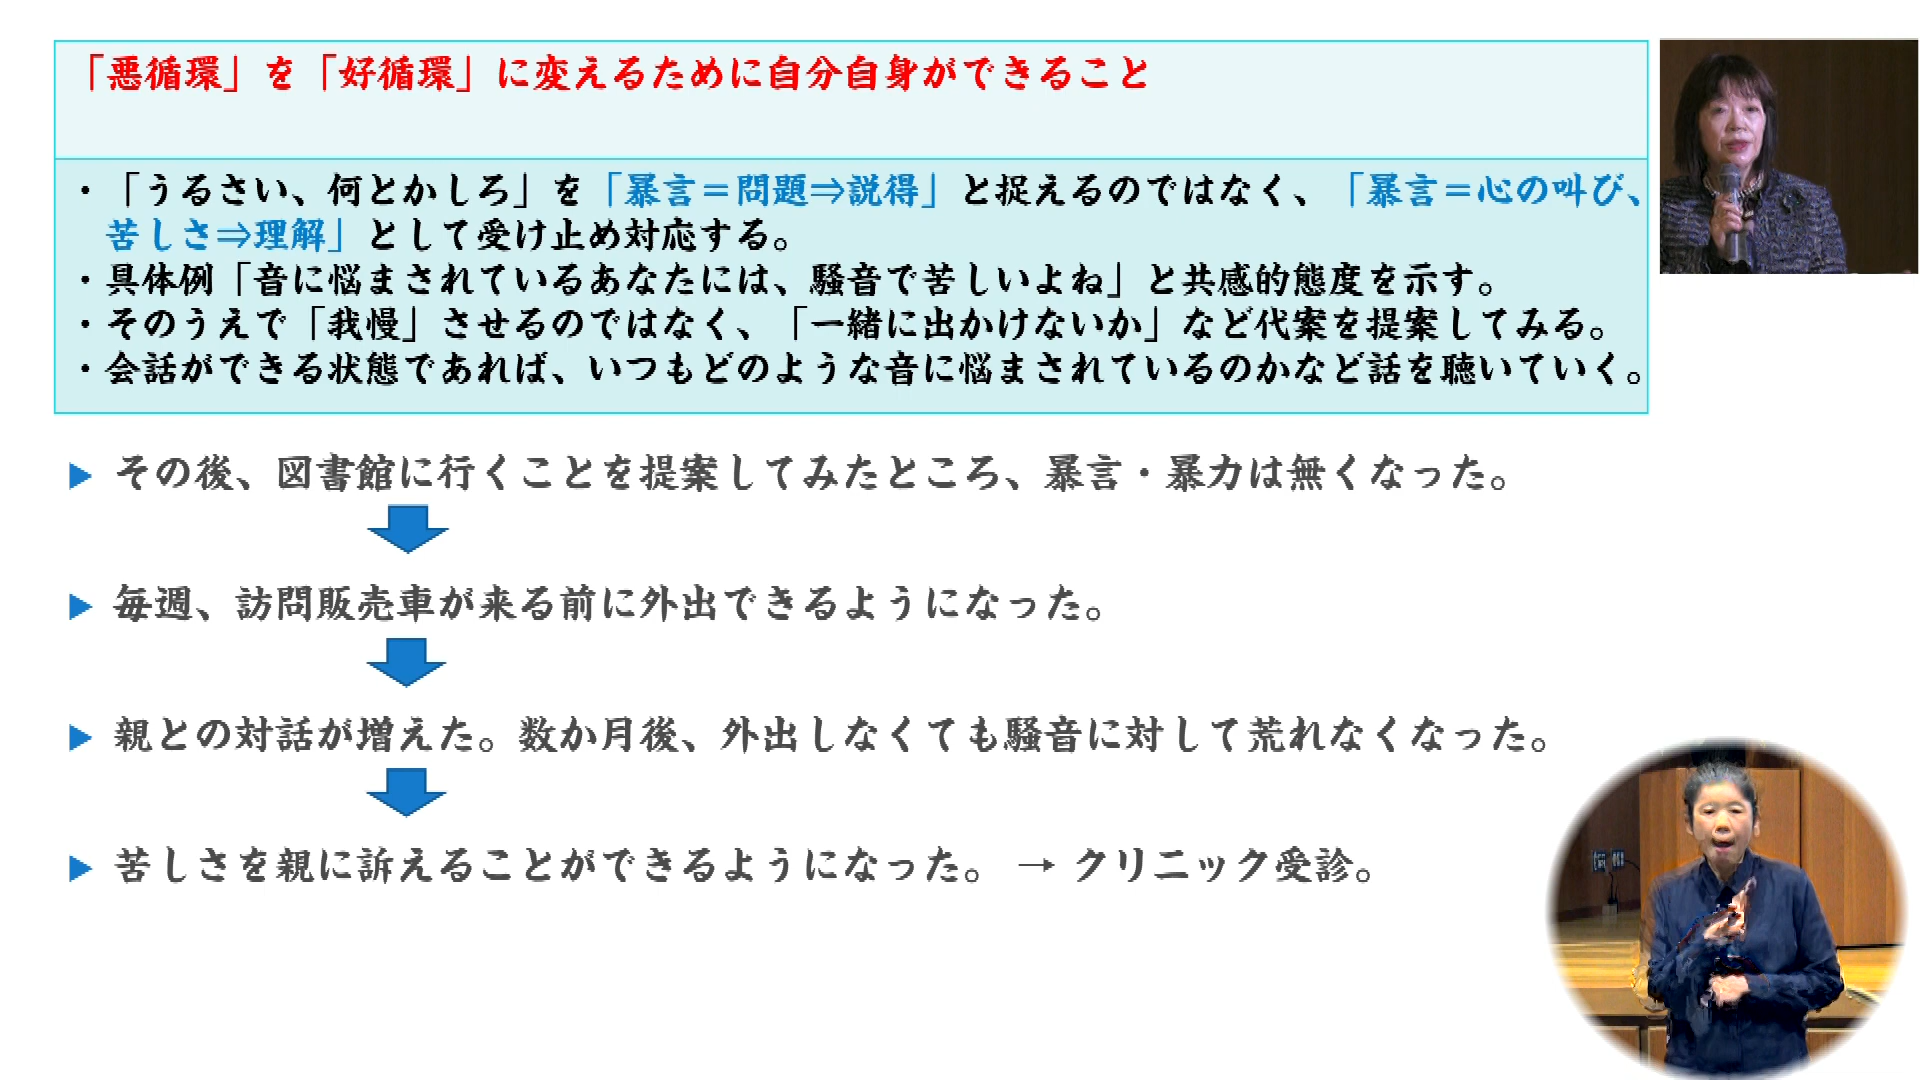 「悪循環」を「好循環」に変えるために自分自身ができること
・「うるさい、何とかしろ」を「暴言＝問題⇒説得」と捉えるのではなく、「暴言＝心の叫び、
苦しさ⇒理解」として受け止め対応する。
・具体例「音に悩まされているあなたには、騒音で苦しいよね」と共感的態度を示す。
・そのうえで「我慢」させるのではなく、「一緒に出かけないか」など代案を提案してみる。
・会話ができる状態であれば、いつもどのような音に悩まされているのかなど話を聴いていく。
その後、図書館に行くことを提案してみたところ、暴言・暴力は無くなった。
毎週、訪問販売車が来る前に外出できるようになった。
親との対話が増えた。数か月後、外出しなくても騒音に対して荒れなくなった。
苦しさを親に訴えることができるようになった。 → クリニック受診。